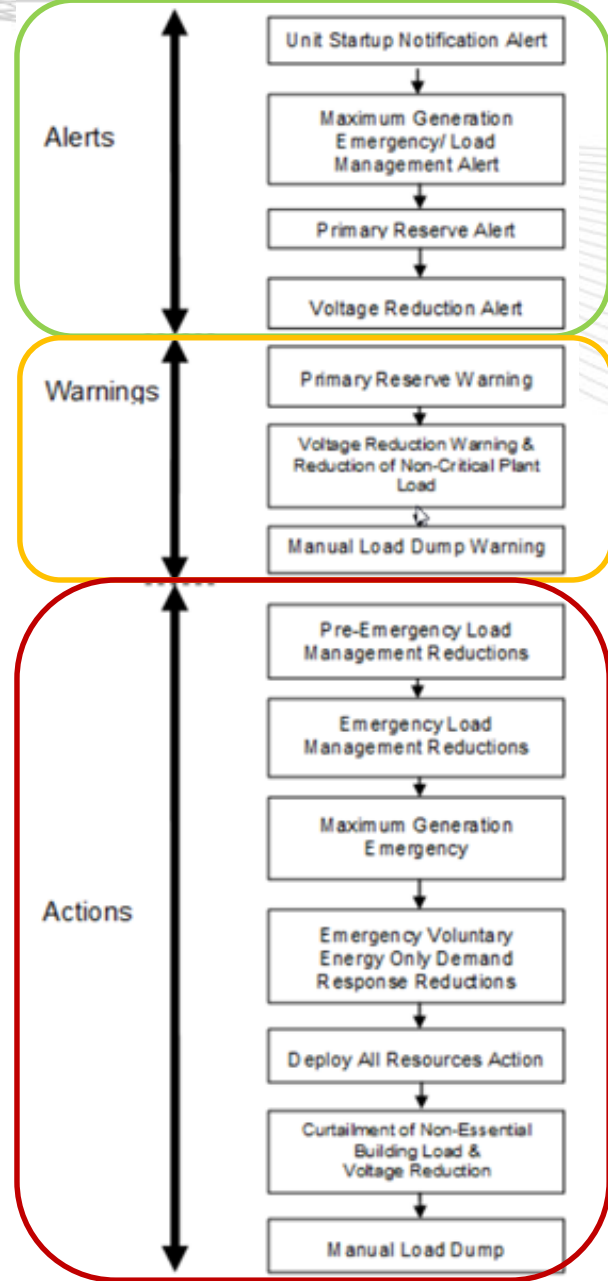 Alerts
Unit Startup Notification Alert
Maximum Generation
Emergency/ Load
Management Alert
Primary Reserve Alert
Voltage Reduction Alert
Warnings
Primary Reserve Warning
Voltage Reduction Warning &
Reduction of Non-Critical Plant
Load
Manual Load Dump Warning
Actions
Pre-Emergency Load
Management Reductions
Emergency Load
Management Reductions
Maximum Generation
Emergency
Emergency Voluntary
Energy Only Demand
Response Reductions
Deploy All Resources Action
Curtailment of Non-Essential
Building Load &
Voltage Reduction
Manual Load Dump